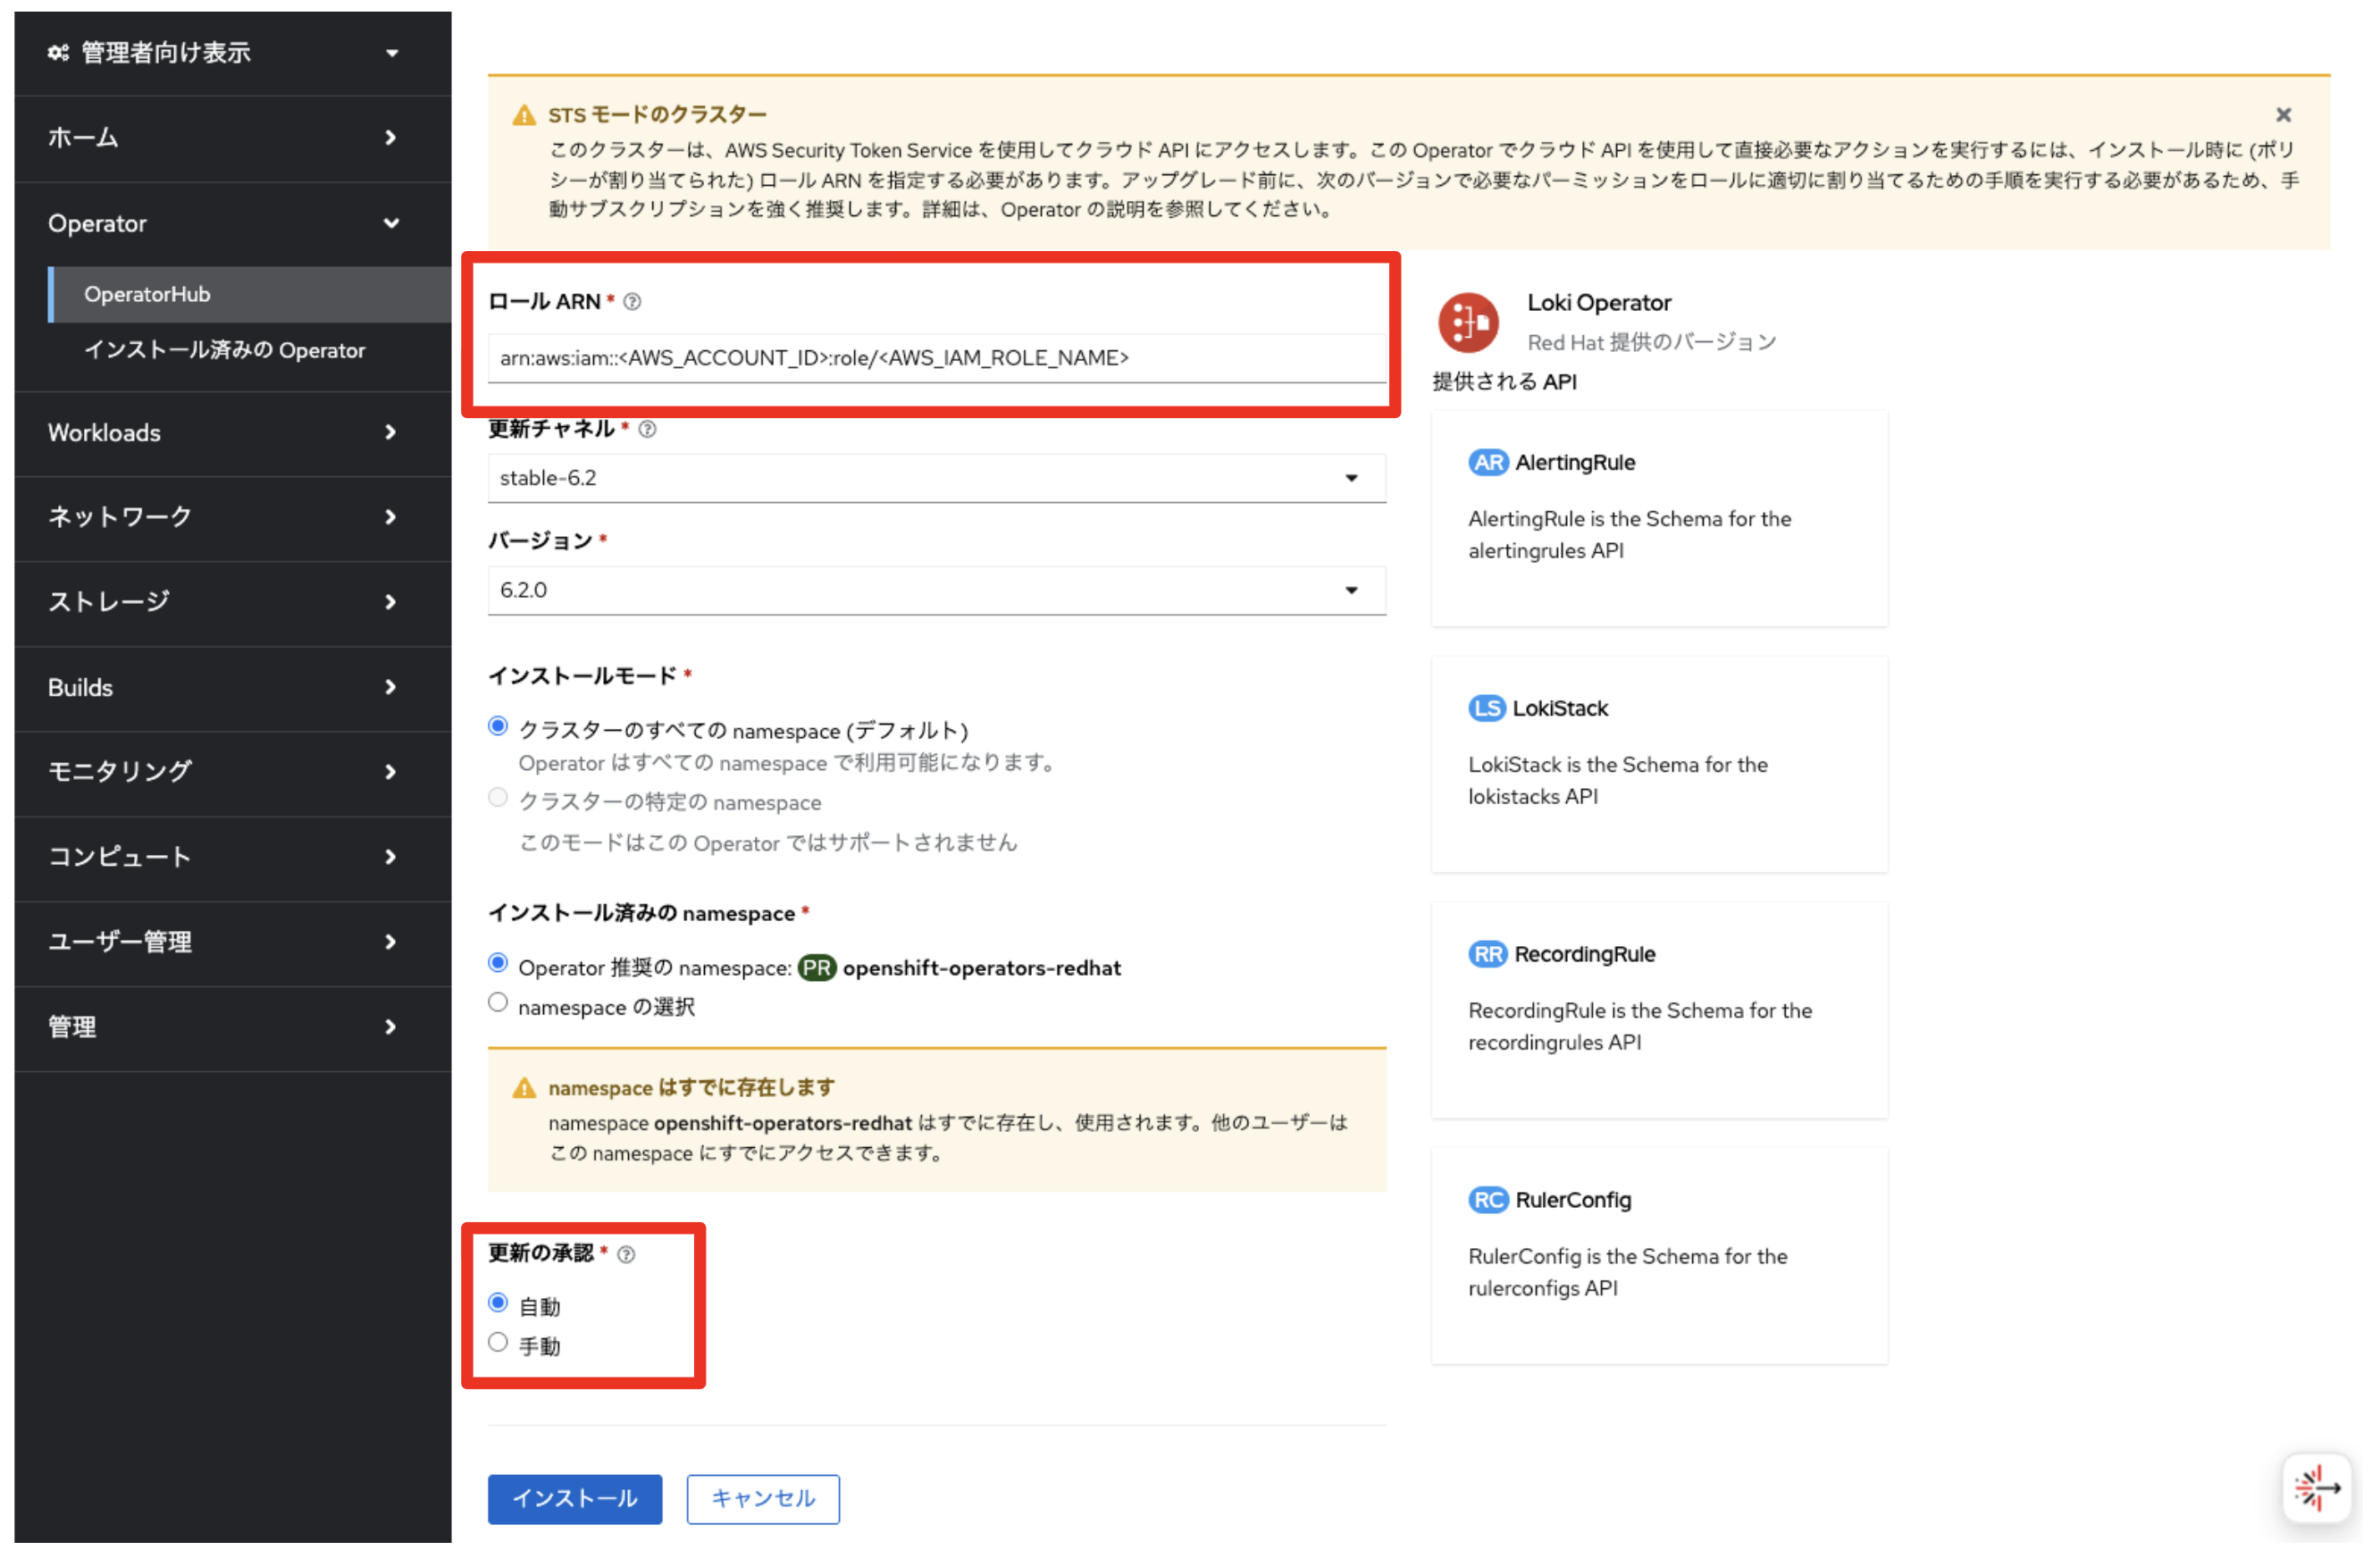 管理者向け表示
ホーム
Operator
OperatorHub
インストール済みの Operator
Workloads
ネットワーク
ストレージ
Builds
モニタリング
コンピュート
ユーザー管理
管理
STS モードのクラスター
このクラスターは、AWS Security Token Service を使用してクラウド API にアクセスします。この Operator でクラウド API を使用して直接必要なアクションを実行するには、インストール時に (ポリ
シーが割り当てられた) ロール ARN を指定する必要があります。アップグレード前に、次のバージョンで必要なパーミッションをロールに適切に割り当てるための手順を実行する必要があるため、手
動サブスクリプションを強く推奨します。詳細は、Operator の説明を参照してください。
ロール ARN *
arn:aws:iam::<AWS_ACCOUNT_ID>:role/<AWS_IAM_ROLE_NAME>
更新チャネル *
stable-6.2
バージョン *
6.2.0
インストールモード *
クラスターのすべての namespace (デフォルト)
Operator はすべての namespace で利用可能になります。
クラスターの特定の namespace
このモードはこの Operator ではサポートされません
インストール済みの namespace *
Operator 推奨の namespace: PR openshift-operators-redhat
namespace の選択
namespace はすでに存在します
namespace openshift-operators-redhat はすでに存在し、使用されます。他のユーザーは
この namespace にすでにアクセスできます。
更新の承認 *
自動
手動
インストール
キャンセル
Loki Operator
Red Hat 提供のバージョン
提供される API
AR AlertingRule
AlertingRule is the Schema for the
alertingrules API
LS LokiStack
LokiStack is the Schema for the
lokistacks API
RR RecordingRule
RecordingRule is the Schema for the
recordingrules API
RC RulerConfig
RulerConfig is the Schema for the
rulerconfigs API